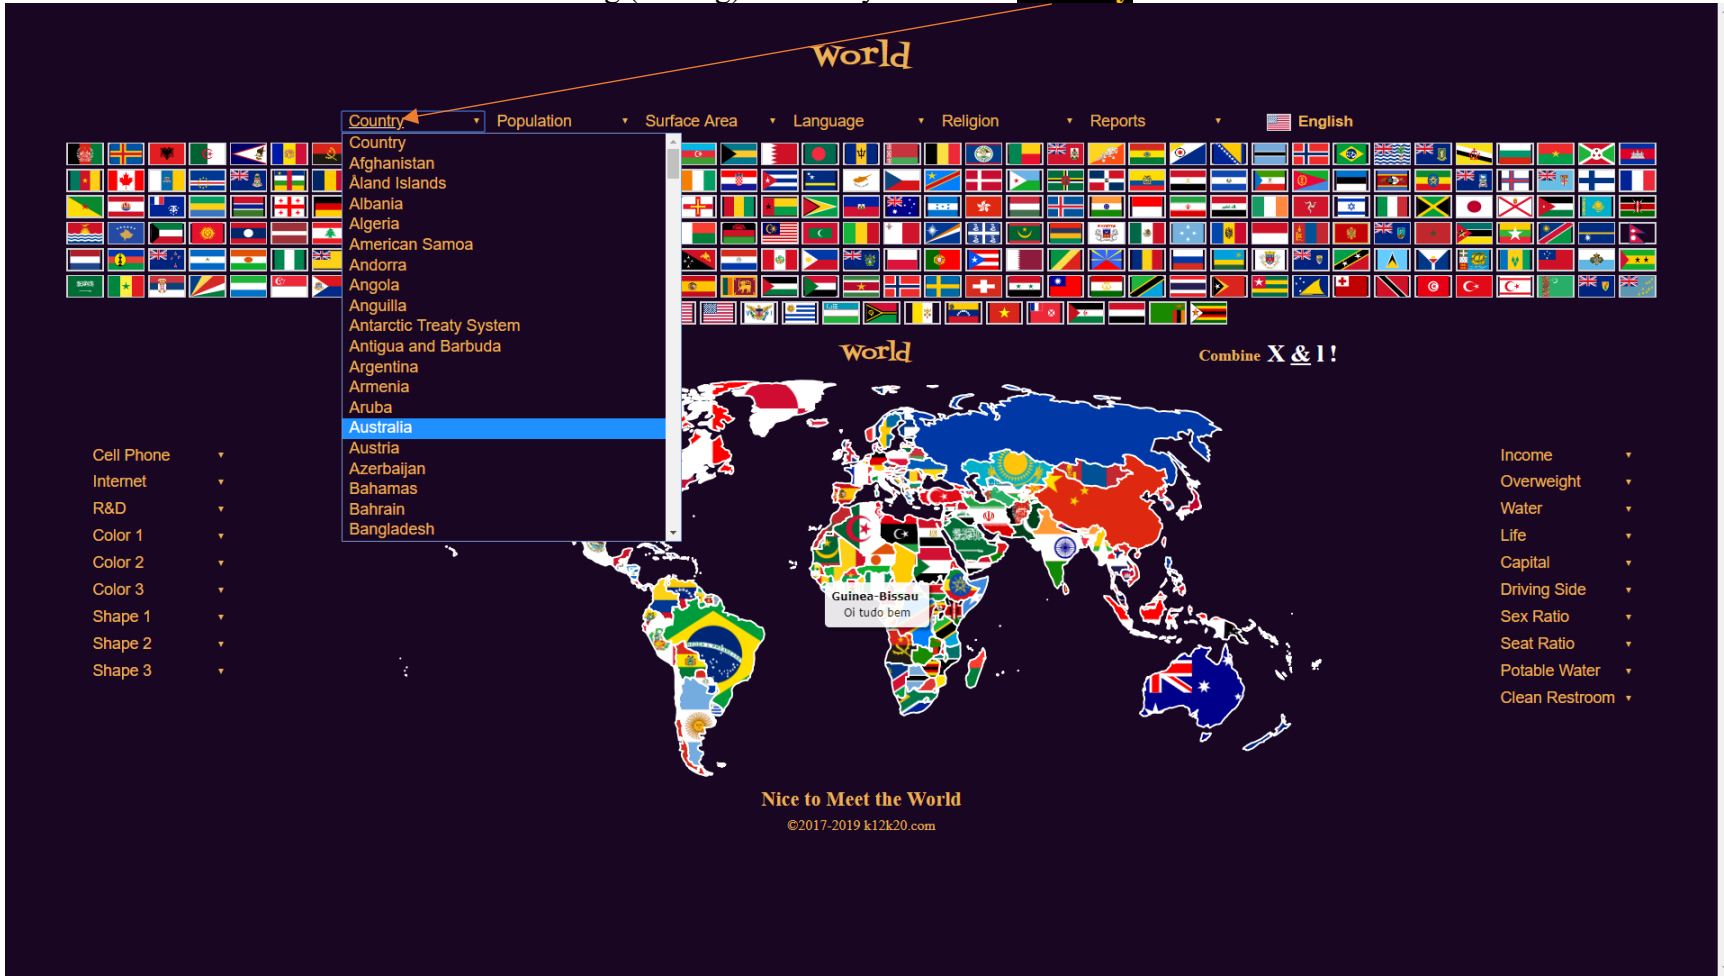 World
Country Population Surface Area Language Religion Reports English
Country
Afghanistan
Åland Islands
Albania
Algeria
American Samoa
Andorra
Angola
Anguilla
Antarctic Treaty System
Antigua and Barbuda
Argentina
Armenia
Aruba
Australia
Austria
Azerbaijan
Bahamas
Bahrain
Bangladesh
World
Combine X & l !
Cell Phone
Internet
R&D
Color 1
Color 2
Color 3
Shape 1
Shape 2
Shape 3
Guinea-Bissau
Oi tudo bem
Income
Overweight
Water
Life
Capital
Driving Side
Sex Ratio
Seat Ratio
Potable Water
Clean Restroom
Nice to Meet the World
©2017-2019 k12k20.com